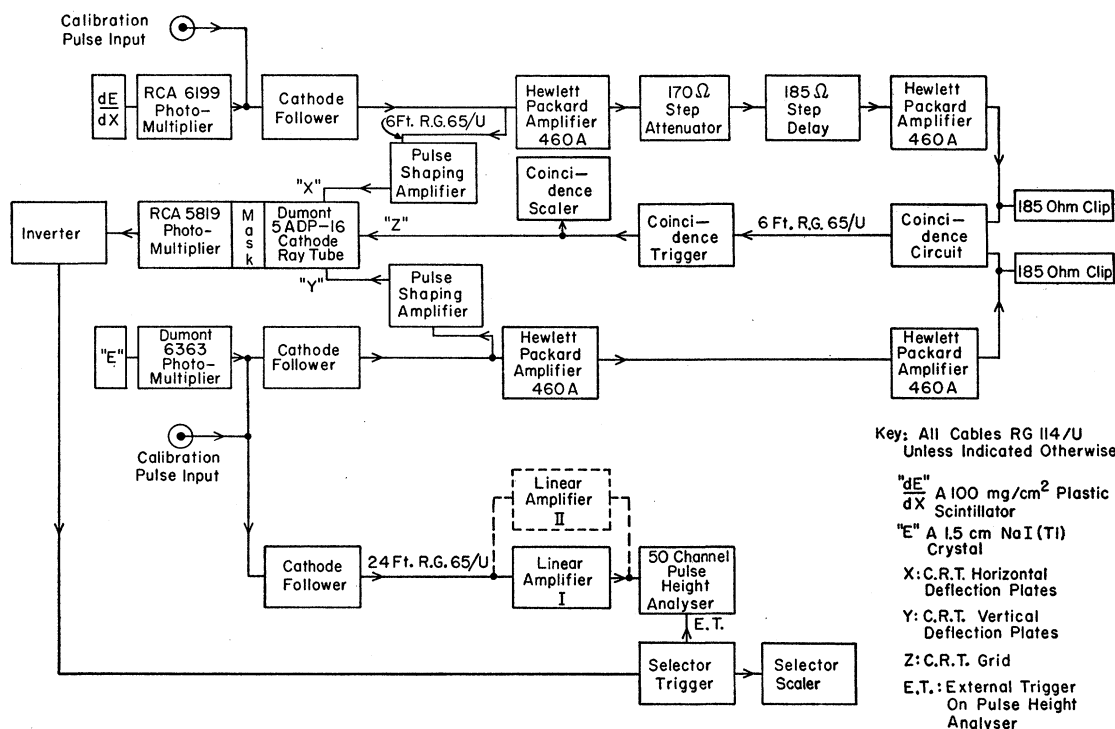 Calibration
Pulse Input
dE
dX
RCA 6199
Photo-
Multiplier
Cathode
Follower
6Ft. R.G.65/U
Hewlett
Packard
Amplifier
460A
170Ω
Step
Attenuator
185Ω
Step
Delay
Hewlett
Packard
Amplifier
460A
Pulse
Shaping
Amplifier
"X"
Coinci-
dence
Scaler
185 Ohm Clip
Inverter
RCA 5819
Photo-
Multiplier
Mask
Dumont
5ADP-16
Cathode
Ray Tube
"Z"
Coinci-
dence
Trigger
6 Ft. R.G. 65/U
Coinci-
dence
Circuit
185 Ohm Clip
"Y"
Pulse
Shaping
Amplifier
"E"
Dumont
6363
Photo-
Multiplier
Cathode
Follower
Hewlett
Packard
Amplifier
460A
Hewlett
Packard
Amplifier
460A
Calibration
Pulse Input
Key: All Cables RG 114/U
Unless Indicated Otherwise
"dE"
dX A 100 mg/cm² Plastic
Scintillator
"E" A 1.5 cm NaI (Tl)
Crystal
X: C.R.T. Horizontal
Deflection Plates
Y: C.R.T. Vertical
Deflection Plates
Z: C.R.T. Grid
E.T.: External Trigger
On Pulse Height
Analyser
Linear
Amplifier
II
Cathode
Follower
24 Ft. R.G. 65/U
Linear
Amplifier
I
50 Channel
Pulse
Height
Analyser
E.T.
Selector
Trigger
Selector
Scaler